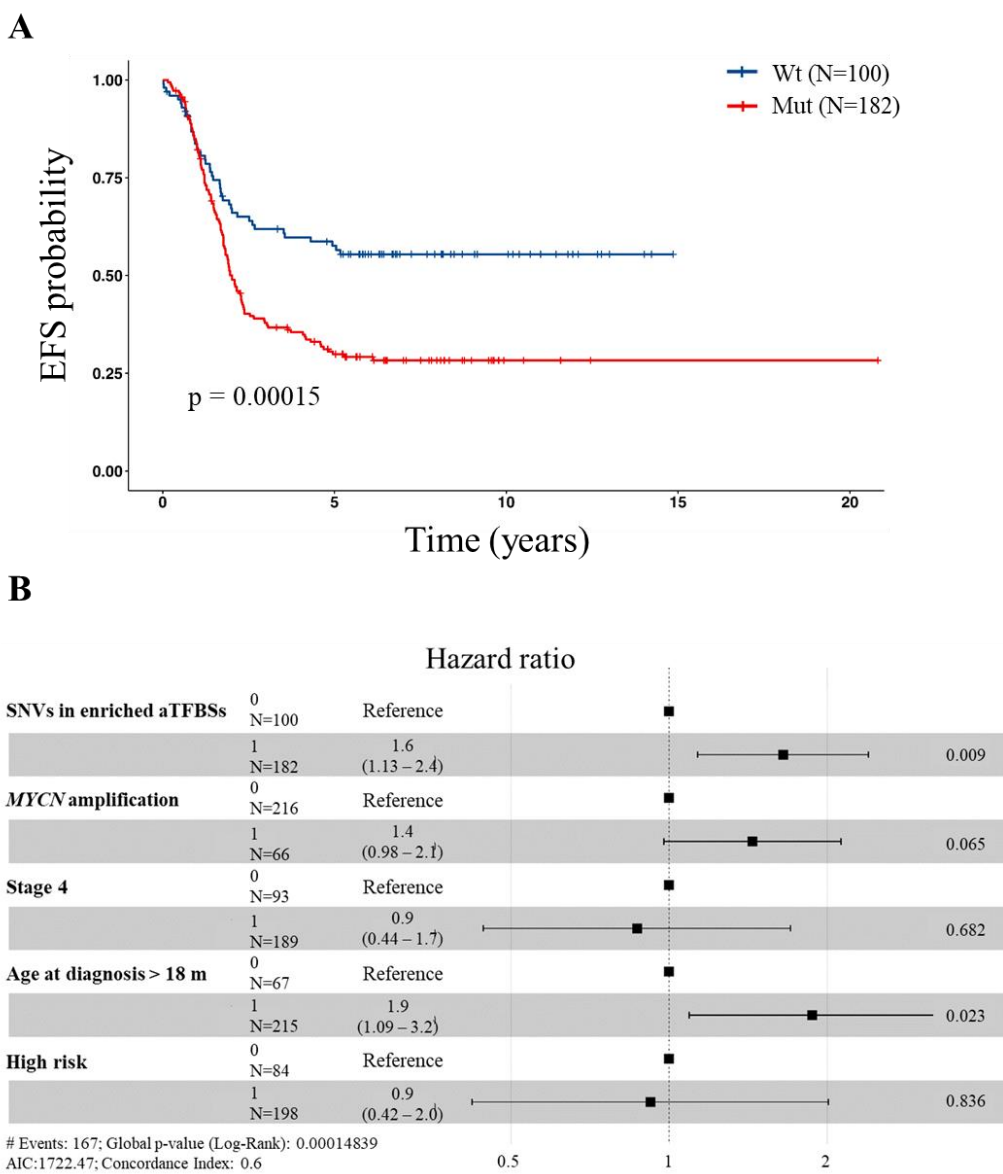 A
Wt (N=100)
Mut (N=182)
1.00
0.75
0.50
0.25
0.00
EFS probability
p = 0.00015
0 5 10 15 20
Time (years)
B
Hazard ratio
SNVs in enriched aTFBSs 0 N=100 Reference
1 N=182 1.6 (1.13 – 2.4) 0.009
MYCN amplification 0 N=216 Reference
1 N=66 1.4 (0.98 – 2.1) 0.065
Stage 4 0 N=93 Reference
1 N=189 0.9 (0.44 – 1.7) 0.682
Age at diagnosis > 18 m 0 N=67 Reference
1 N=215 1.9 (1.09 – 3.2) 0.023
High risk 0 N=84 Reference
1 N=198 0.9 (0.42 – 2.0) 0.836
# Events: 167; Global p-value (Log-Rank): 0.00014839
AIC:1722.47; Concordance Index: 0.6
0.5 1 2